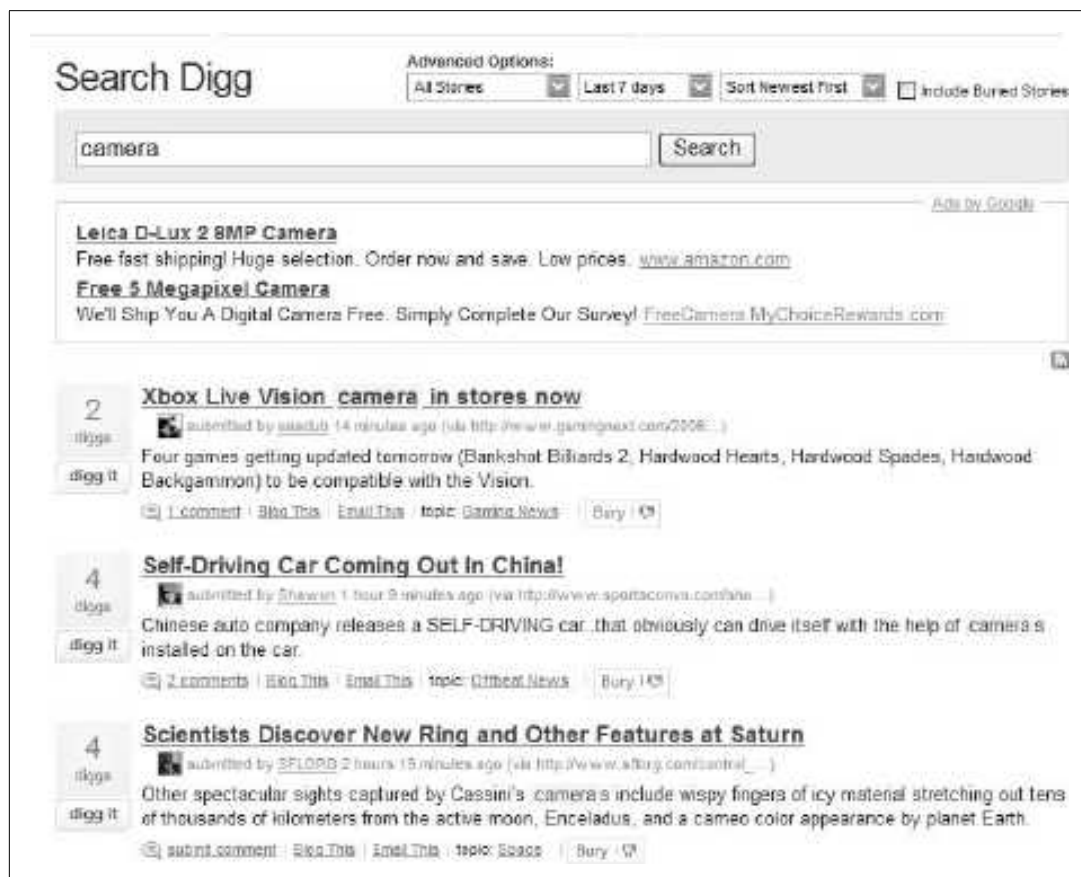 Advanced Options:
Search Digg
All Stories Last 7 days Sort Newest First Include Buried Stories
camera Search
Ads by Google
Leica D-Lux 2 8MP Camera
Free fast shipping! Huge selection. Order now and save. Low prices. www.amazon.com
Free 5 Megapixel Camera
We'll Ship You A Digital Camera Free. Simply Complete Our Survey! FreeCamera.MyChoiceRewards.com
2
diggs
digg it
Xbox Live Vision camera in stores now
submitted by 14 minutes ago (via http://www.gamingnext.com/2006...)
Four games getting updated tomorrow (Bankshot Billiards 2, Hardwood Hearts, Hardwood Spades, Hardwood
Backgammon) to be compatible with the Vision.
1 comment | Blog This | Email This | topic: Gaming News | Bury |
4
diggs
digg it
Self-Driving Car Coming Out In China!
submitted by 1 hour 9 minutes ago (via
Chinese auto company releases a SELF-DRIVING car .that obviously can drive itself with the help of camera s
installed on the car.
2 comments | Blog This | Email This | topic: Offbeat News | Bury |
4
diggs
digg it
Scientists Discover New Ring and Other Features at Saturn
submitted by 2 hours 15 minutes ago (via
Other spectacular sights captured by Cassini's camera s include wispy fingers of icy material stretching out tens
of thousands of kilometers from the active moon, Enceladus, and a cameo color appearance by planet Earth.
submit comment | Blog This | Email This | topic: Space | Bury |